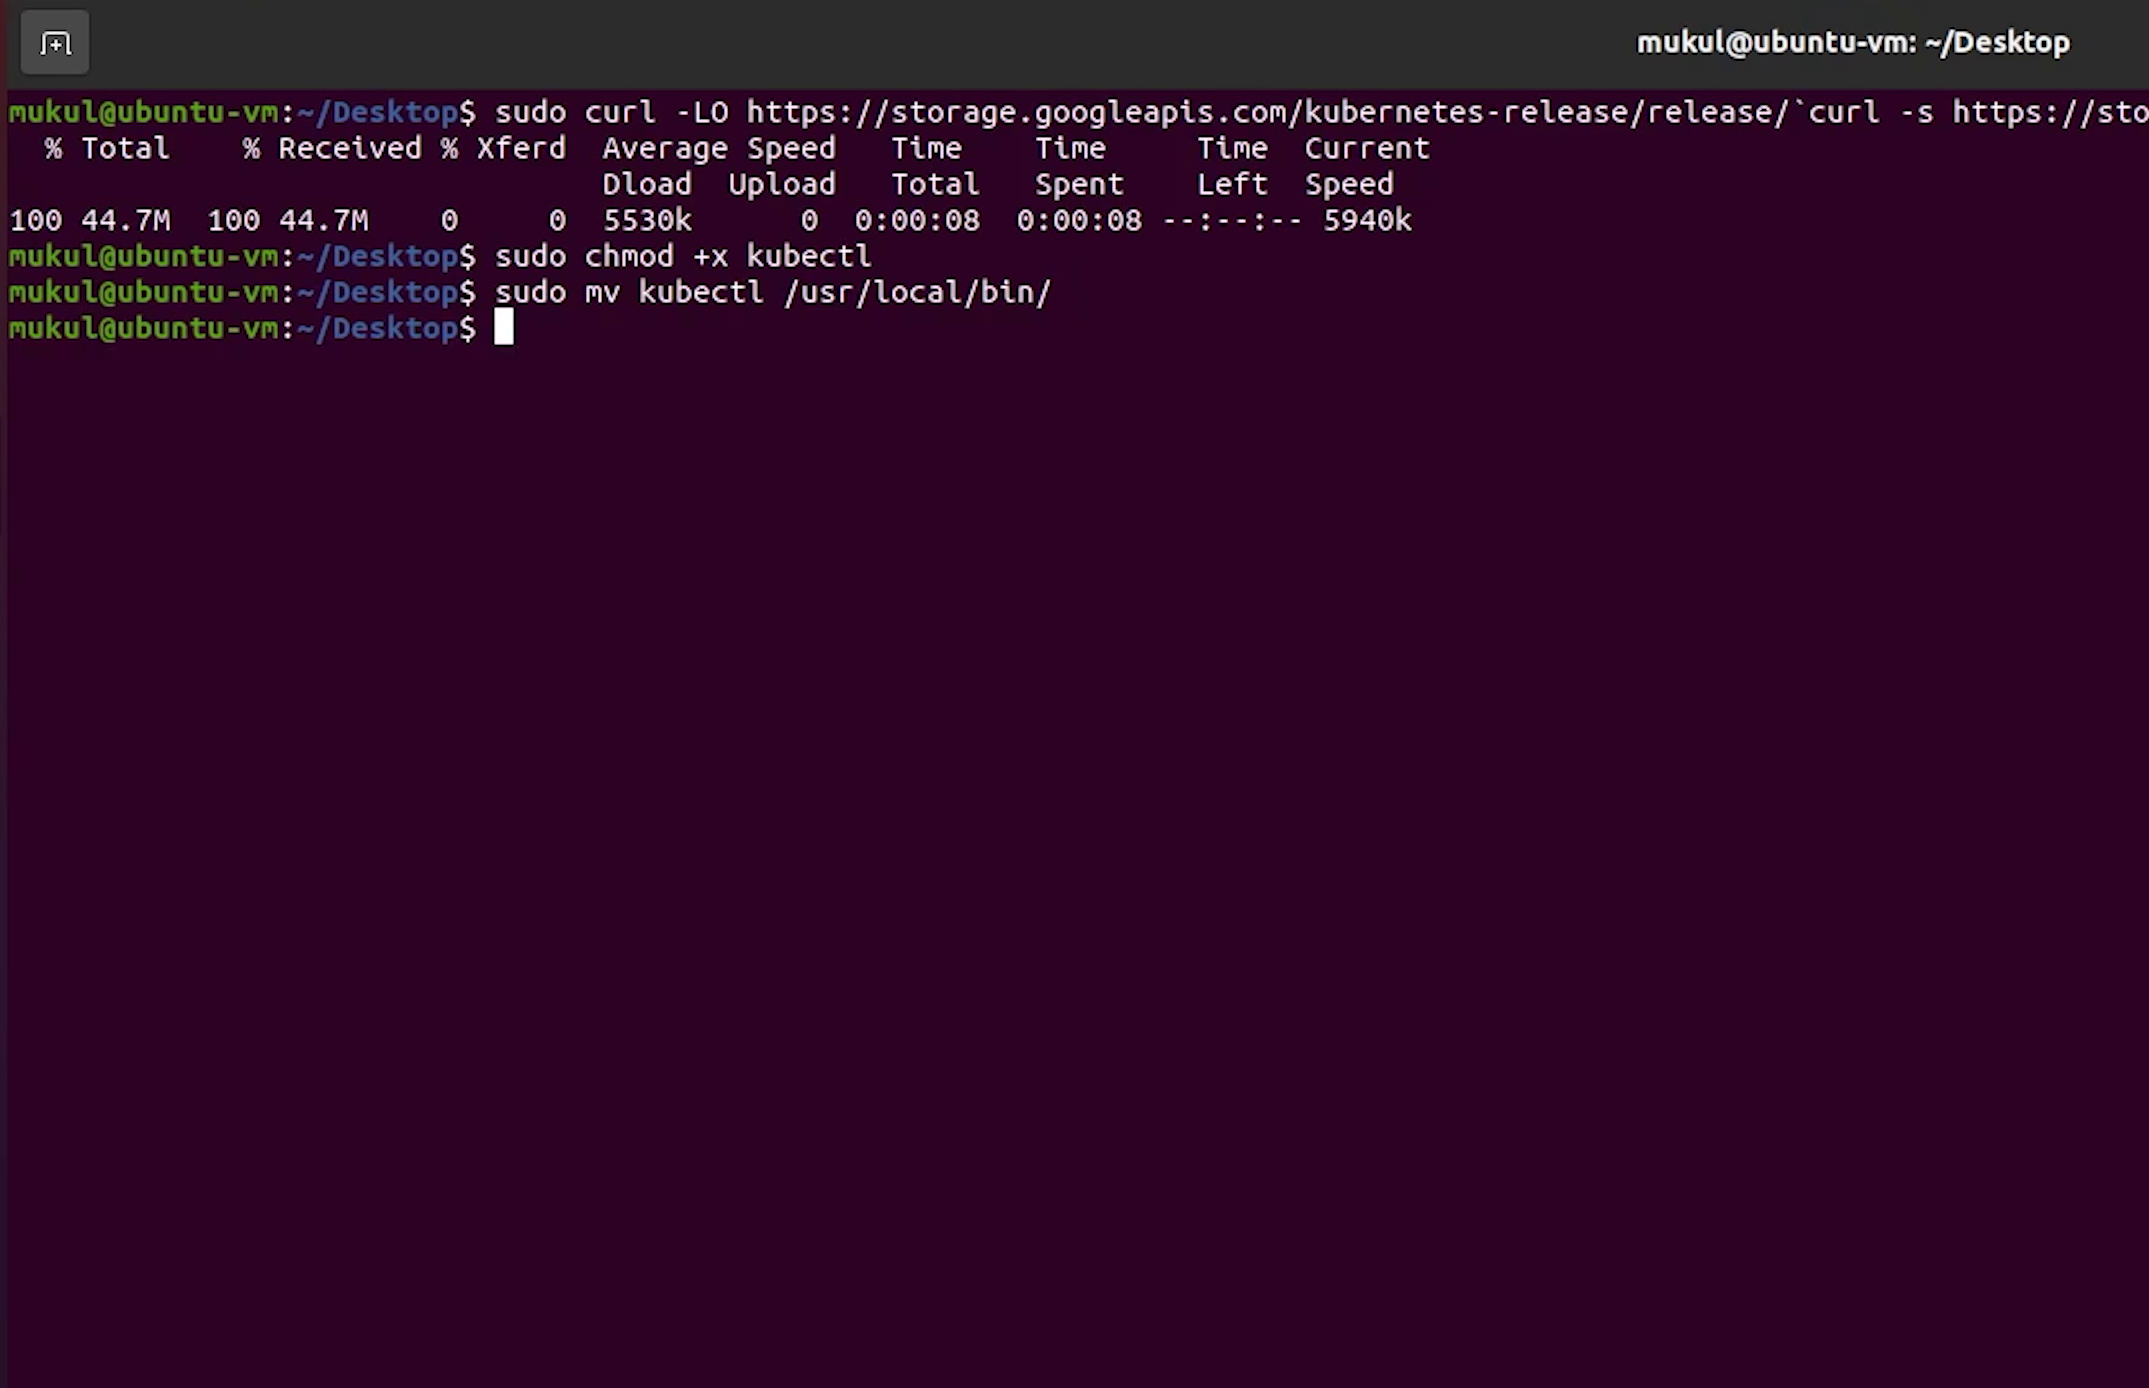 mukul@ubuntu-vm: ~/Desktop
mukul@ubuntu-vm:~/Desktop$ sudo curl -LO https://storage.googleapis.com/kubernetes-release/release/`curl -s https://sto
  % Total    % Received % Xferd  Average Speed   Time    Time     Time  Current
                                 Dload  Upload   Total   Spent    Left  Speed
100 44.7M  100 44.7M    0     0  5530k      0  0:00:08  0:00:08 --:--:-- 5940k
mukul@ubuntu-vm:~/Desktop$ sudo chmod +x kubectl
mukul@ubuntu-vm:~/Desktop$ sudo mv kubectl /usr/local/bin/
mukul@ubuntu-vm:~/Desktop$